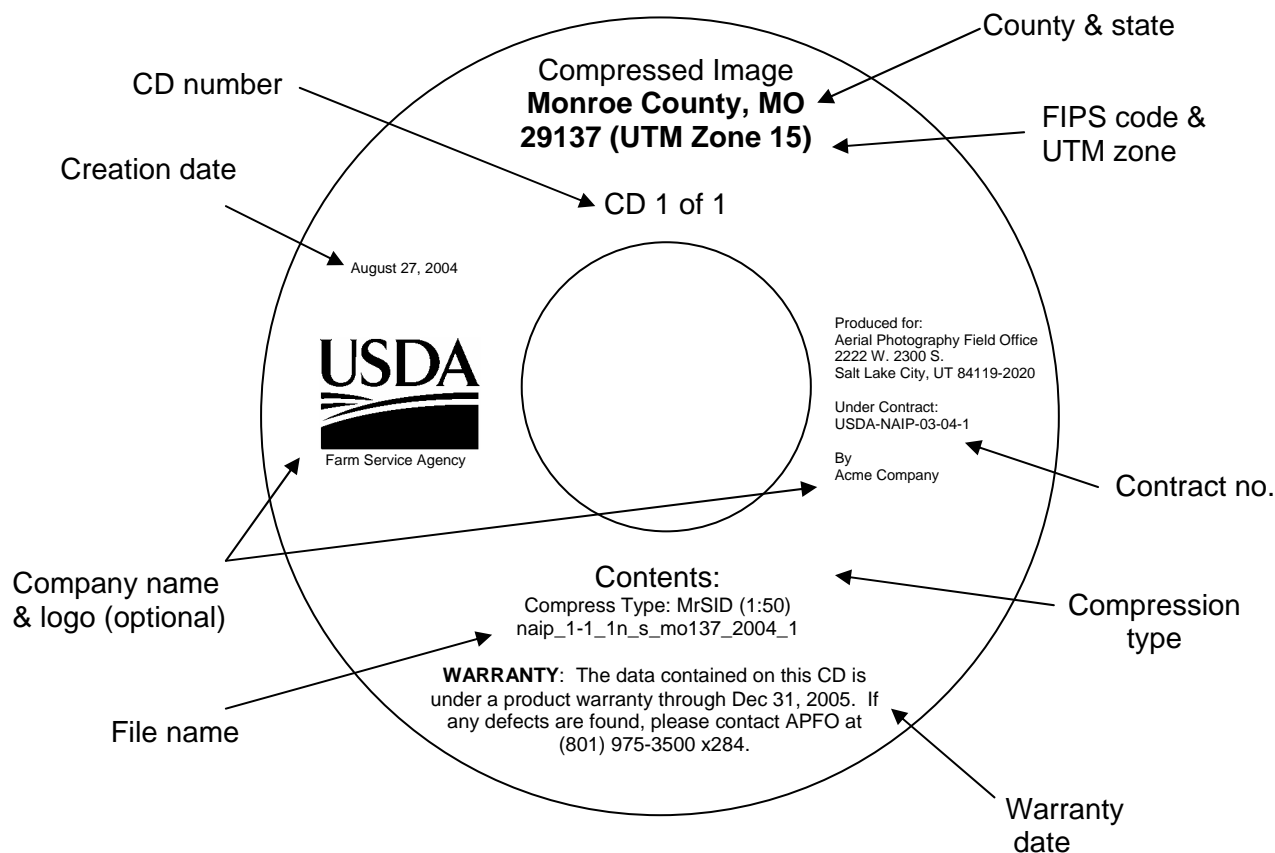 County & state
CD number
Compressed Image
Monroe County, MO
29137 (UTM Zone 15)
FIPS code &
UTM zone
Creation date
CD 1 of 1
August 27, 2004
USDA
Farm Service Agency
Produced for:
Aerial Photography Field Office
2222 W. 2300 S.
Salt Lake City, UT 84119-2020
Under Contract:
USDA-NAIP-03-04-1
By
Acme Company
Contract no.
Company name
& logo (optional)
Contents:
Compress Type: MrSID (1:50)
naip_1-1_1n_s_mo137_2004_1
Compression
type
File name
WARRANTY:  The data contained on this CD is
under a product warranty through Dec 31, 2005.  If
any defects are found, please contact APFO at
(801) 975-3500 x284.
Warranty
date